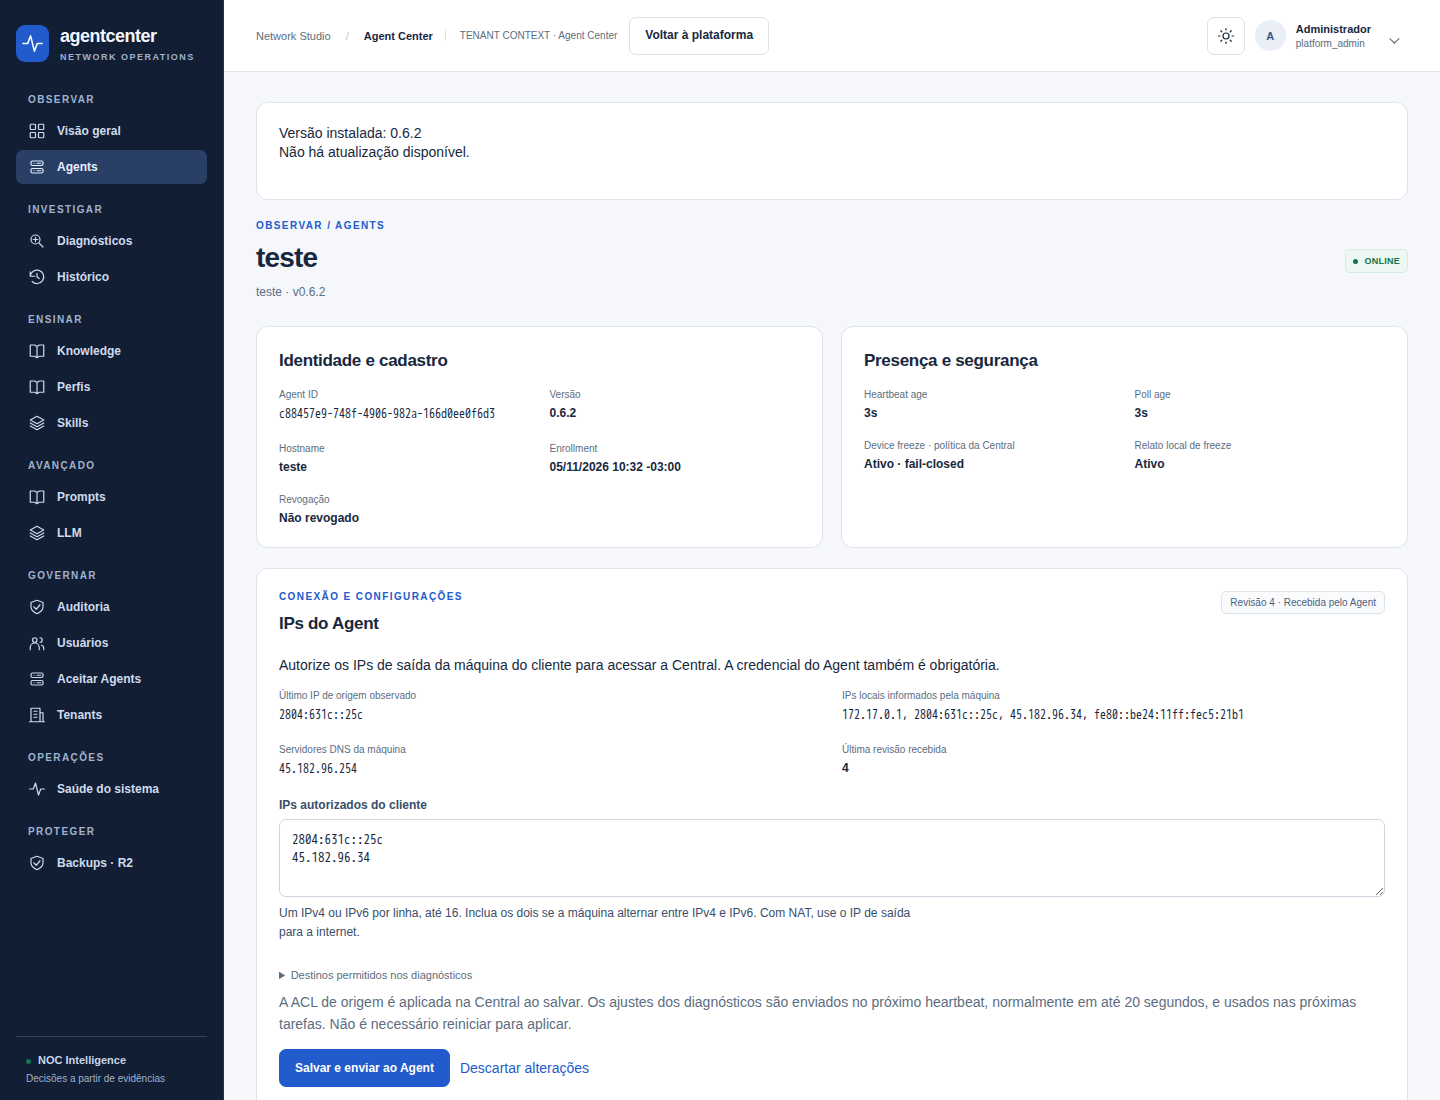 agentcenter
NETWORK OPERATIONS
OBSERVAR
Visão geral
Agents
INVESTIGAR
Diagnósticos
Histórico
ENSINAR
Knowledge
Perfis
Skills
AVANÇADO
Prompts
LLM
GOVERNAR
Auditoria
Usuários
Aceitar Agents
Tenants
OPERAÇÕES
Saúde do sistema
PROTEGER
Backups · R2
NOC Intelligence
Decisões a partir de evidências
Network Studio / Agent Center TENANT CONTEXT · Agent Center Voltar à plataforma
A
Administrador
platform_admin
Versão instalada: 0.6.2
Não há atualização disponível.
OBSERVAR / AGENTS
teste
ONLINE
teste · v0.6.2
Identidade e cadastro
Agent ID
c88457e9-748f-4906-982a-166d0ee0f6d3
Versão
0.6.2
Hostname
teste
Enrollment
05/11/2026 10:32 -03:00
Revogação
Não revogado
Presença e segurança
Heartbeat age
3s
Poll age
3s
Device freeze · política da Central
Ativo · fail-closed
Relato local de freeze
Ativo
CONEXÃO E CONFIGURAÇÕES
Revisão 4 · Recebida pelo Agent
IPs do Agent
Autorize os IPs de saída da máquina do cliente para acessar a Central. A credencial do Agent também é obrigatória.
Último IP de origem observado
2804:631c::25c
IPs locais informados pela máquina
172.17.0.1, 2804:631c::25c, 45.182.96.34, fe80::be24:11ff:fec5:21b1
Servidores DNS da máquina
45.182.96.254
Última revisão recebida
4
IPs autorizados do cliente
2804:631c::25c
45.182.96.34
Um IPv4 ou IPv6 por linha, até 16. Inclua os dois se a máquina alternar entre IPv4 e IPv6. Com NAT, use o IP de saída
para a internet.
Destinos permitidos nos diagnósticos
A ACL de origem é aplicada na Central ao salvar. Os ajustes dos diagnósticos são enviados no próximo heartbeat, normalmente em até 20 segundos, e usados nas próximas
tarefas. Não é necessário reiniciar para aplicar.
Salvar e enviar ao Agent Descartar alterações